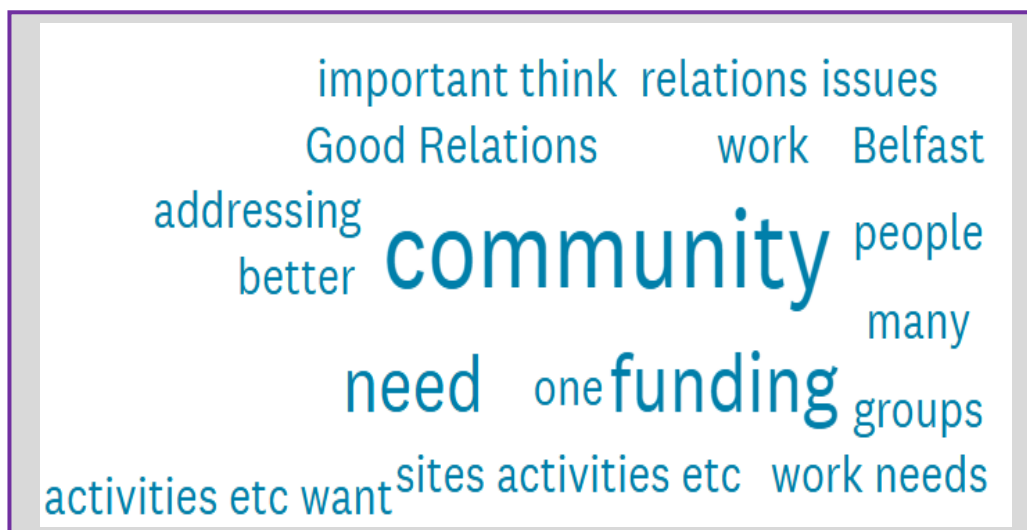 important think relations issues
Good Relations work Belfast
addressing
community people
better
many
need one funding groups
sites activities etc work needs
activities etc want